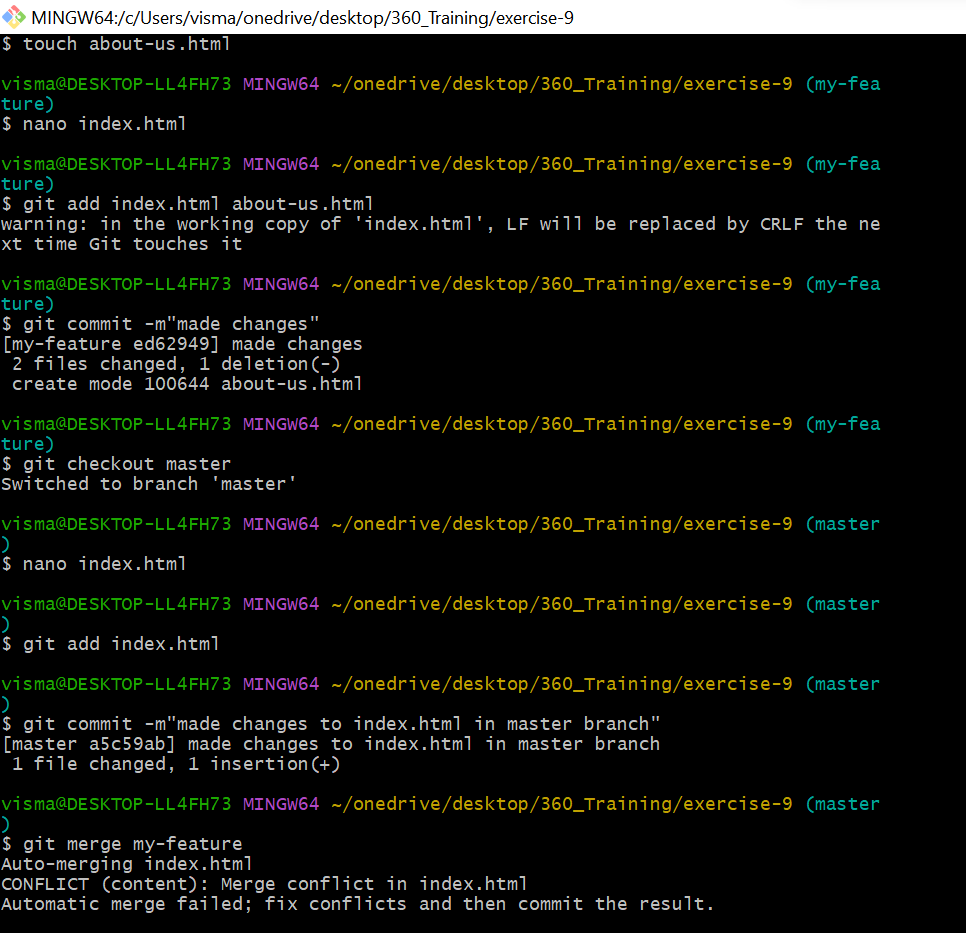 MINGW64:/c/Users/visma/onedrive/desktop/360_Training/exercise-9
$ touch about-us.html
visma@DESKTOP-LL4FH73 MINGW64 ~/onedrive/desktop/360_Training/exercise-9 (my-fea
ture)
$ nano index.html
visma@DESKTOP-LL4FH73 MINGW64 ~/onedrive/desktop/360_Training/exercise-9 (my-fea
ture)
$ git add index.html about-us.html
warning: in the working copy of 'index.html', LF will be replaced by CRLF the ne
xt time Git touches it
visma@DESKTOP-LL4FH73 MINGW64 ~/onedrive/desktop/360_Training/exercise-9 (my-fea
ture)
$ git commit -m"made changes"
[my-feature ed62949] made changes
 2 files changed, 1 deletion(-)
 create mode 100644 about-us.html
visma@DESKTOP-LL4FH73 MINGW64 ~/onedrive/desktop/360_Training/exercise-9 (my-fea
ture)
$ git checkout master
Switched to branch 'master'
visma@DESKTOP-LL4FH73 MINGW64 ~/onedrive/desktop/360_Training/exercise-9 (master
)
$ nano index.html
visma@DESKTOP-LL4FH73 MINGW64 ~/onedrive/desktop/360_Training/exercise-9 (master
)
$ git add index.html
visma@DESKTOP-LL4FH73 MINGW64 ~/onedrive/desktop/360_Training/exercise-9 (master
)
$ git commit -m"made changes to index.html in master branch"
[master a5c59ab] made changes to index.html in master branch
 1 file changed, 1 insertion(+)
visma@DESKTOP-LL4FH73 MINGW64 ~/onedrive/desktop/360_Training/exercise-9 (master
)
$ git merge my-feature
Auto-merging index.html
CONFLICT (content): Merge conflict in index.html
Automatic merge failed; fix conflicts and then commit the result.